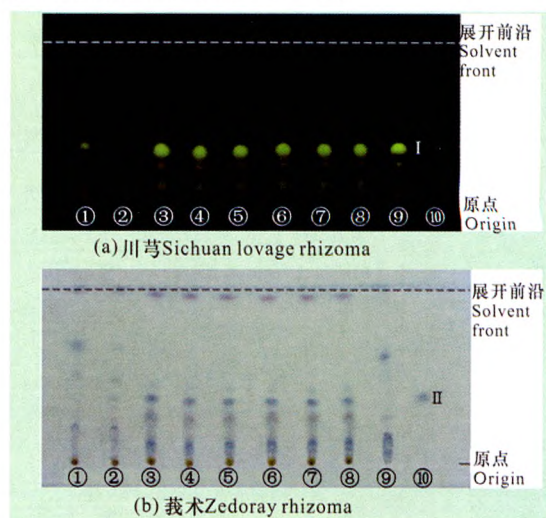 展开前沿
Solvent
front
I
原点
Origin
① ② ③ ④ ⑤ ⑥ ⑦ ⑧ ⑨ ⑩
(a) 川芎Sichuan lovage rhizoma
展开前沿
Solvent
front
II
原点
Origin
① ② ③ ④ ⑤ ⑥ ⑦ ⑧ ⑨ ⑩
(b) 莪术Zedoray rhizoma